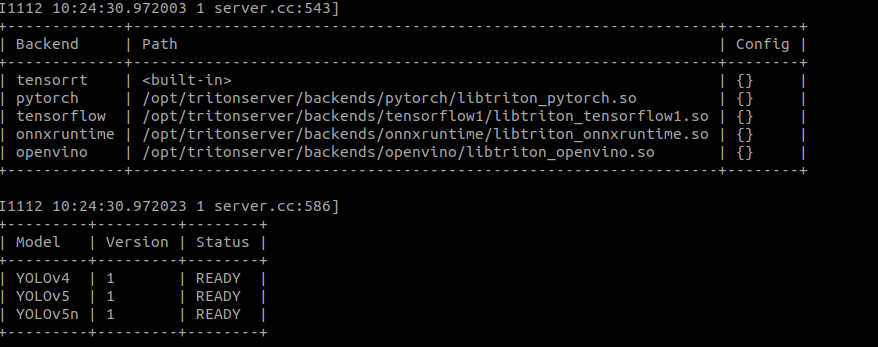 I1112 10:24:30.972003 1 server.cc:543]
+-------------+-----------------------------------------------------------------+--------+
| Backend     | Path                                                            | Config |
+-------------+-----------------------------------------------------------------+--------+
| tensorrt    | <built-in>                                                      | {}     |
| pytorch     | /opt/tritonserver/backends/pytorch/libtriton_pytorch.so         | {}     |
| tensorflow  | /opt/tritonserver/backends/tensorflow1/libtriton_tensorflow1.so | {}     |
| onnxruntime | /opt/tritonserver/backends/onnxruntime/libtriton_onnxruntime.so | {}     |
| openvino    | /opt/tritonserver/backends/openvino/libtriton_openvino.so       | {}     |
+-------------+-----------------------------------------------------------------+--------+
I1112 10:24:30.972023 1 server.cc:586]
+---------+---------+--------+
| Model   | Version | Status |
+---------+---------+--------+
| YOLOv4  | 1       | READY  |
| YOLOv5  | 1       | READY  |
| YOLOv5n | 1       | READY  |
+---------+---------+--------+